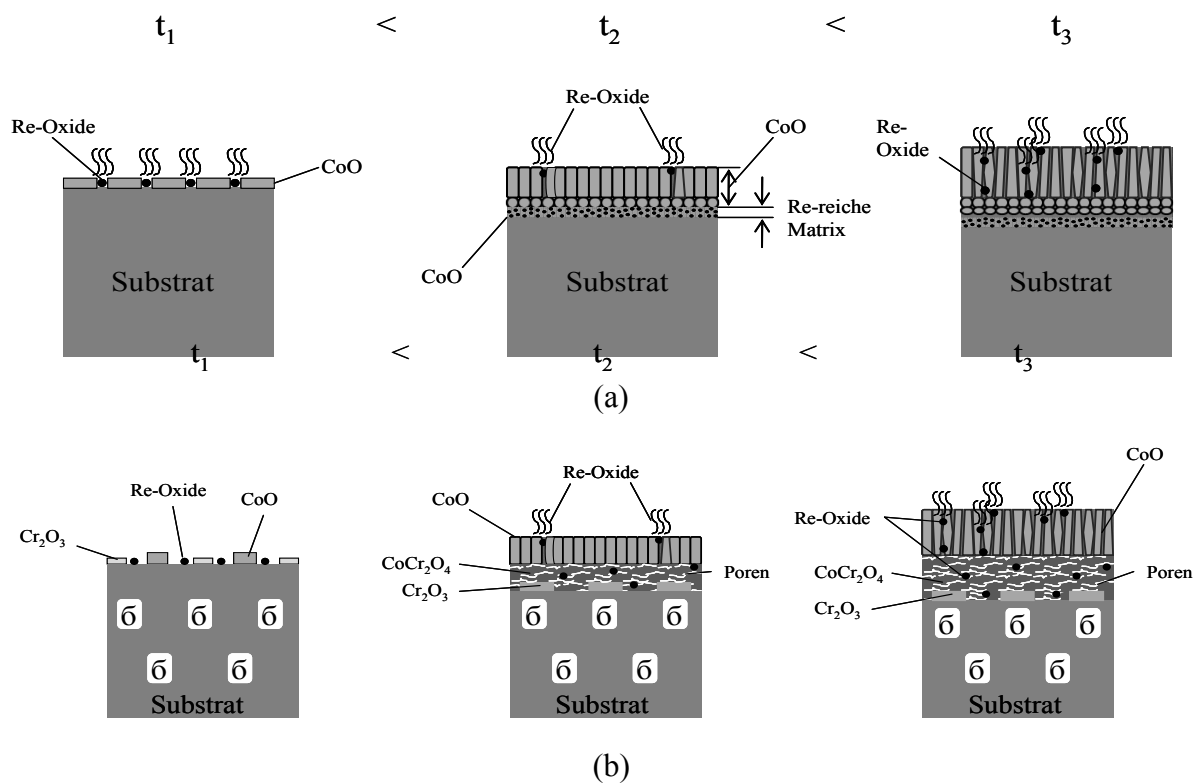 t₁ < t₂ < t₃
Re-Oxide
CoO
Substrat
Re-Oxide
CoO
Re-reiche
Matrix
CoO
Substrat
Re-
Oxide
Substrat
t₁ < t₂ < t₃
(a)
Cr₂O₃
Re-Oxide
CoO
б б б
б б
Substrat
Re-Oxide
CoO
CoCr₂O₄
Cr₂O₃
Poren
б б б
б б
Substrat
CoO
Re-Oxide
CoCr₂O₄
Cr₂O₃
Poren
б б б
б б
Substrat
(b)